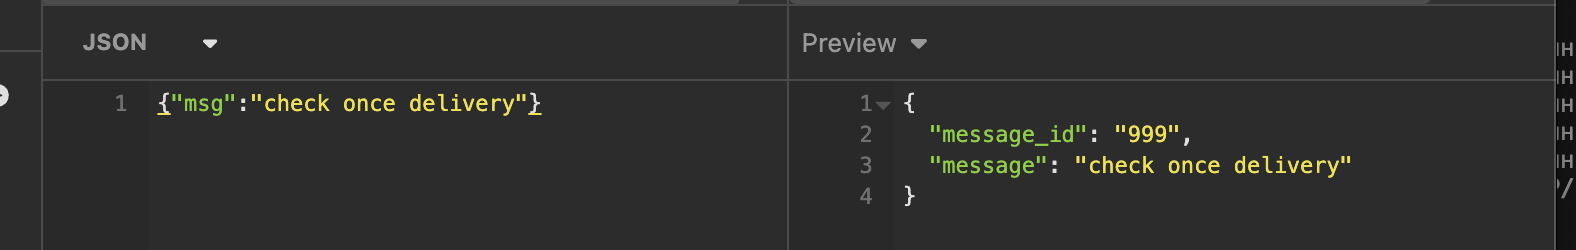 JSON
1 {"msg":"check once delivery"}
Preview
1 {
2 "message_id": "999",
3 "message": "check once delivery"
4 }